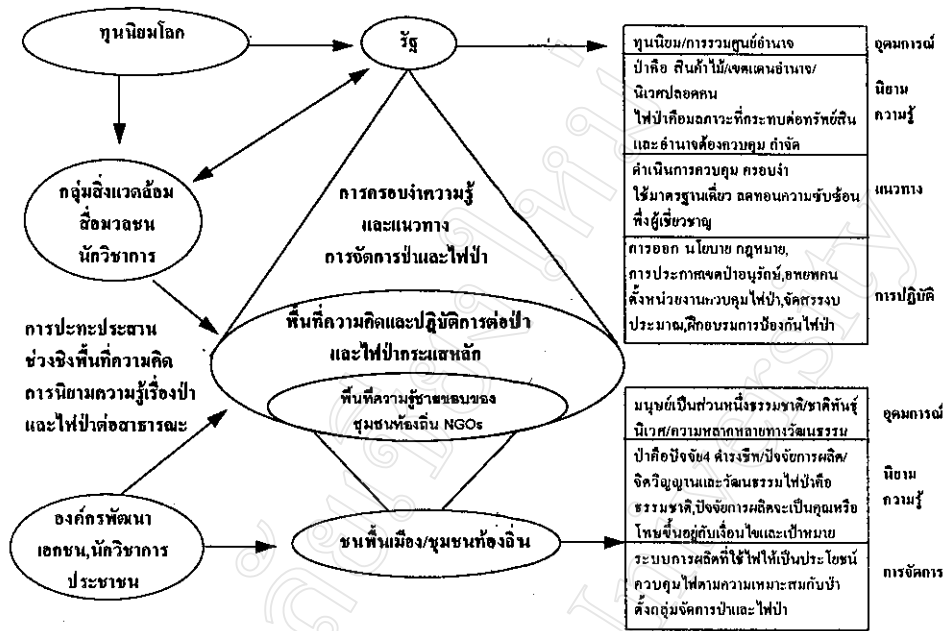 ทุนนิยมโลก
รัฐ
ทุนนิยม/การรวมศูนย์อำนาจ
อุดมการณ์
ป่าคือ สินค้าไม้/เขตแดนอำนาจ/
นิเวศปลอดคน
ไฟป่าคือมลภาวะที่กระทบต่อทรัพย์สิน
และอำนาจต้องควบคุม กำจัด
นิยาม
ความรู้
กลุ่มสิ่งแวดล้อม
สื่อมวลชน
นักวิชาการ
การครอบงำความรู้
และแนวทาง
การจัดการป่าและไฟป่า
ดำเนินการควบคุม ครอบงำ
ใช้มาตรฐานเดี่ยว ลดทอนความซับซ้อน
พึ่งผู้เชี่ยวชาญ
แนวทาง
การออก นโยบาย กฎหมาย,
การประกาศเขตป่าอนุรักษ์,อพยพคน
ตั้งหน่วยงานควบคุมไฟป่า,จัดสรรงบ
ประมาณ,ฝึกอบรมการป้องกันไฟป่า
การปฏิบัติ
การปะทะประสาน
ช่วงชิงพื้นที่ความคิด
การนิยามความรู้เรื่องป่า
และไฟป่าต่อสาธารณะ
พื้นที่ความคิดและปฏิบัติการต่อป่า
และไฟป่ากระแสหลัก
พื้นที่ความรู้ชายขอบของ
ชุมชนท้องถิ่น NGOs
มนุษย์เป็นส่วนหนึ่งธรรมชาติ/ชาติพันธุ์
นิเวศ/ความหลากหลายทางวัฒนธรรม
อุดมการณ์
ป่าคือปัจจัย4 ดำรงชีพ/ปัจจัยการผลิต/
จิตวิญญาณและวัฒนธรรมไฟป่าคือ
ธรรมชาติ,ปัจจัยการผลิตจะเป็นคุณหรือ
โทษขึ้นอยู่กับเงื่อนไขและเป้าหมาย
นิยาม
ความรู้
องค์กรพัฒนา
เอกชน,นักวิชาการ
ประชาชน
ชนพื้นเมือง/ชุมชนท้องถิ่น
ระบบการผลิตที่ใช้ไฟให้เป็นประโยชน์
ควบคุมไฟตามความเหมาะสมกับป่า
ตั้งกลุ่มจัดการป่าและไฟป่า
การจัดการ
University